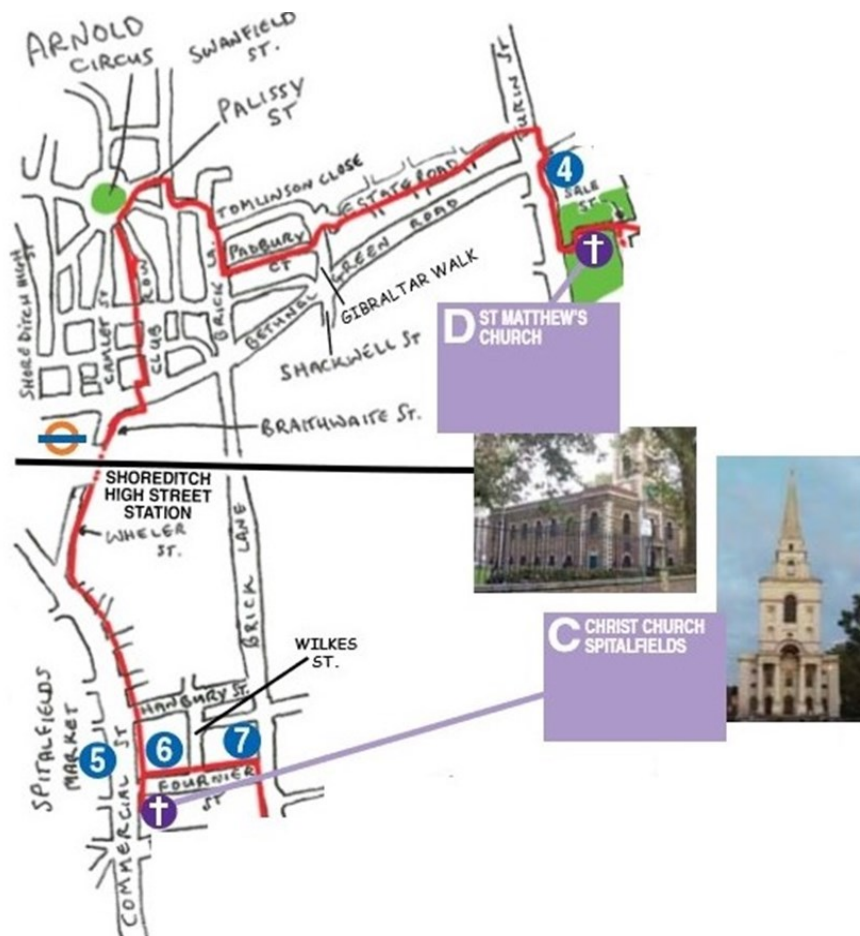 ARNOLD
CIRCUS
SWANFIELD
ST.
PALISSY
ST
TOMLINSON CLOSE
ESTATE ROAD
TURIN ST
4
SALE
ST.
PADBURY
CT
GREEN ROAD
BETHNAL
GIBRALTAR WALK
SHACKWELL ST
BRICK LA.
SHOREDITCH HIGH
ST
CAMLET ST
CLUB ROW
BRAITHWAITE ST.
D ST MATTHEW'S
CHURCH
SHOREDITCH
HIGH STREET
STATION
WHELER
ST.
BRICK LANE
WILKES
ST.
C CHRIST CHURCH
SPITALFIELDS
HANBURY ST.
SPITALFIELDS
MARKET
5
6
7
FOURNIER
ST
COMMERCIAL ST